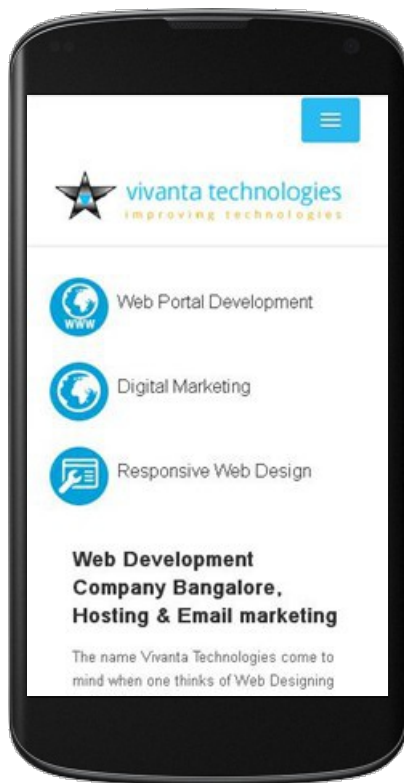 vivanta technologies
improving technologies
WWW
Web Portal Development
Digital Marketing
Responsive Web Design
Web Development
Company Bangalore,
Hosting & Email marketing
The name Vivanta Technologies come to
mind when one thinks of Web Designing